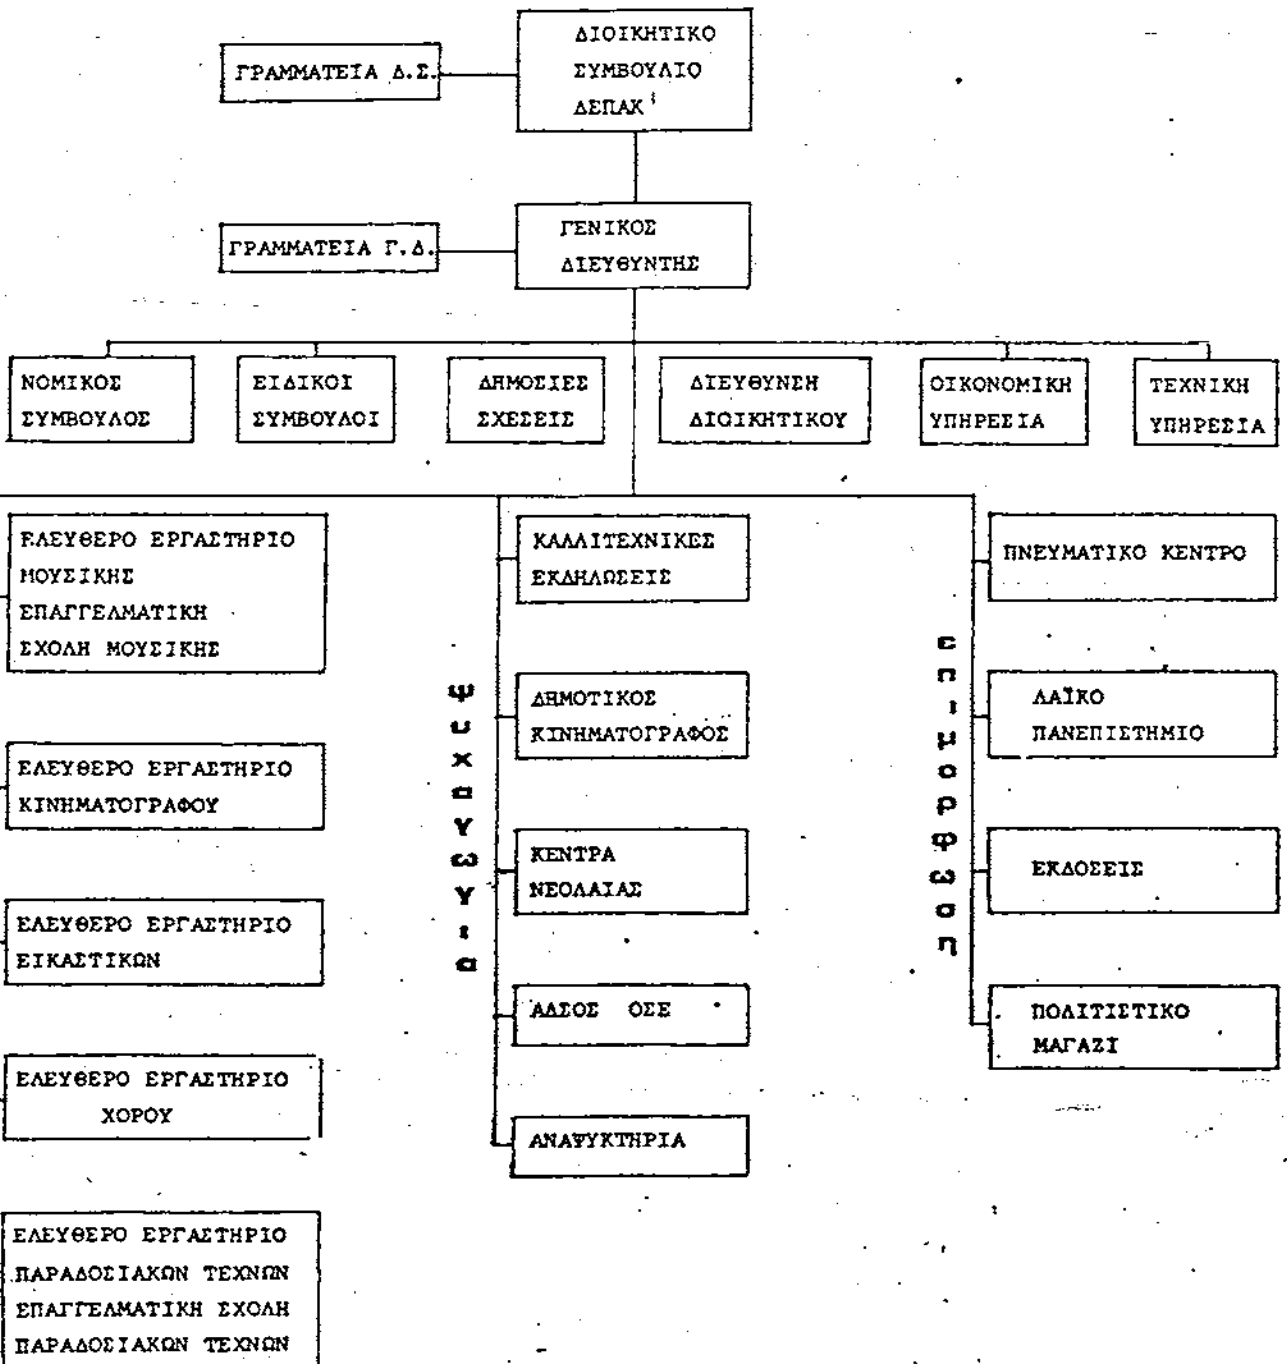 ΔΙΟΙΚΗΤΙΚΟ
ΣΥΜΒΟΥΛΙΟ
ΔΕΠΑΚ
ΓΡΑΜΜΑΤΕΙΑ Δ.Σ.
ΓΕΝΙΚΟΣ
ΔΙΕΥΘΥΝΤΗΣ
ΓΡΑΜΜΑΤΕΙΑ Γ.Δ.
ΝΟΜΙΚΟΣ
ΣΥΜΒΟΥΛΟΣ
ΕΙΔΙΚΟΙ
ΣΥΜΒΟΥΛΟΙ
ΔΗΜΟΣΙΕΣ
ΣΧΕΣΕΙΣ
ΔΙΕΥΘΥΝΣΗ
ΔΙΟΙΚΗΤΙΚΟΥ
ΟΙΚΟΝΟΜΙΚΗ
ΥΠΗΡΕΣΙΑ
ΤΕΧΝΙΚΗ
ΥΠΗΡΕΣΙΑ
ΕΛΕΥΘΕΡΟ ΕΡΓΑΣΤΗΡΙΟ
ΜΟΥΣΙΚΗΣ
ΕΠΑΓΓΕΛΜΑΤΙΚΗ
ΣΧΟΛΗ ΜΟΥΣΙΚΗΣ
ΕΛΕΥΘΕΡΟ ΕΡΓΑΣΤΗΡΙΟ
ΚΙΝΗΜΑΤΟΓΡΑΦΟΥ
ΕΛΕΥΘΕΡΟ ΕΡΓΑΣΤΗΡΙΟ
ΕΙΚΑΣΤΙΚΩΝ
ΕΛΕΥΘΕΡΟ ΕΡΓΑΣΤΗΡΙΟ
ΧΟΡΟΥ
ΕΛΕΥΘΕΡΟ ΕΡΓΑΣΤΗΡΙΟ
ΠΑΡΑΔΟΣΙΑΚΩΝ ΤΕΧΝΩΝ
ΕΠΑΓΓΕΛΜΑΤΙΚΗ ΣΧΟΛΗ
ΠΑΡΑΔΟΣΙΑΚΩΝ ΤΕΧΝΩΝ
ψυχαγωγια
ΚΑΛΛΙΤΕΧΝΙΚΕΣ
ΕΚΔΗΛΩΣΕΙΣ
ΔΗΜΟΤΙΚΟΣ
ΚΙΝΗΜΑΤΟΓΡΑΦΟΣ
ΚΕΝΤΡΑ
ΝΕΟΛΑΙΑΣ
ΑΛΣΟΣ ΟΣΕ
ΑΝΑΨΥΚΤΗΡΙΑ
επιμορφωση
ΠΝΕΥΜΑΤΙΚΟ ΚΕΝΤΡΟ
ΛΑΪΚΟ
ΠΑΝΕΠΙΣΤΗΜΙΟ
ΕΚΔΟΣΕΙΣ
ΠΟΛΙΤΙΣΤΙΚΟ
ΜΑΓΑΖΙ